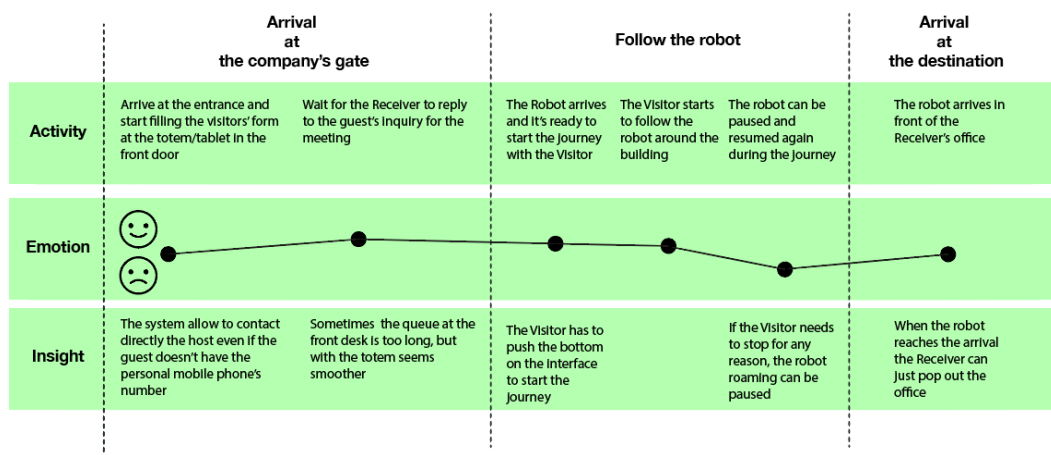 Arrival
at
the company's gate
Follow the robot
Arrival
at
the destination
Activity
Arrive at the entrance and
start filling the visitors' form
at the totem/tablet in the
front door
Wait for the Receiver to reply
to the guest's inquiry for the
meeting
The Robot arrives
and it's ready to
start the journey
with the Visitor
The Visitor starts
to follow the
robot around the
building
The robot can be
paused and
resumed again
during the journey
The robot arrives in
front of the
Receiver's office
Emotion
Insight
The system allow to contact
directly the host even if the
guest doesn't have the
personal mobile phone's
number
Sometimes the queue at the
front desk is too long, but
with the totem seems
smoother
The Visitor has to
push the bottom
on the interface
to start the
journey
If the Visitor needs
to stop for any
reason, the robot
roaming can be
paused
When the robot
reaches the arrival
the Receiver can
just pop out the
office